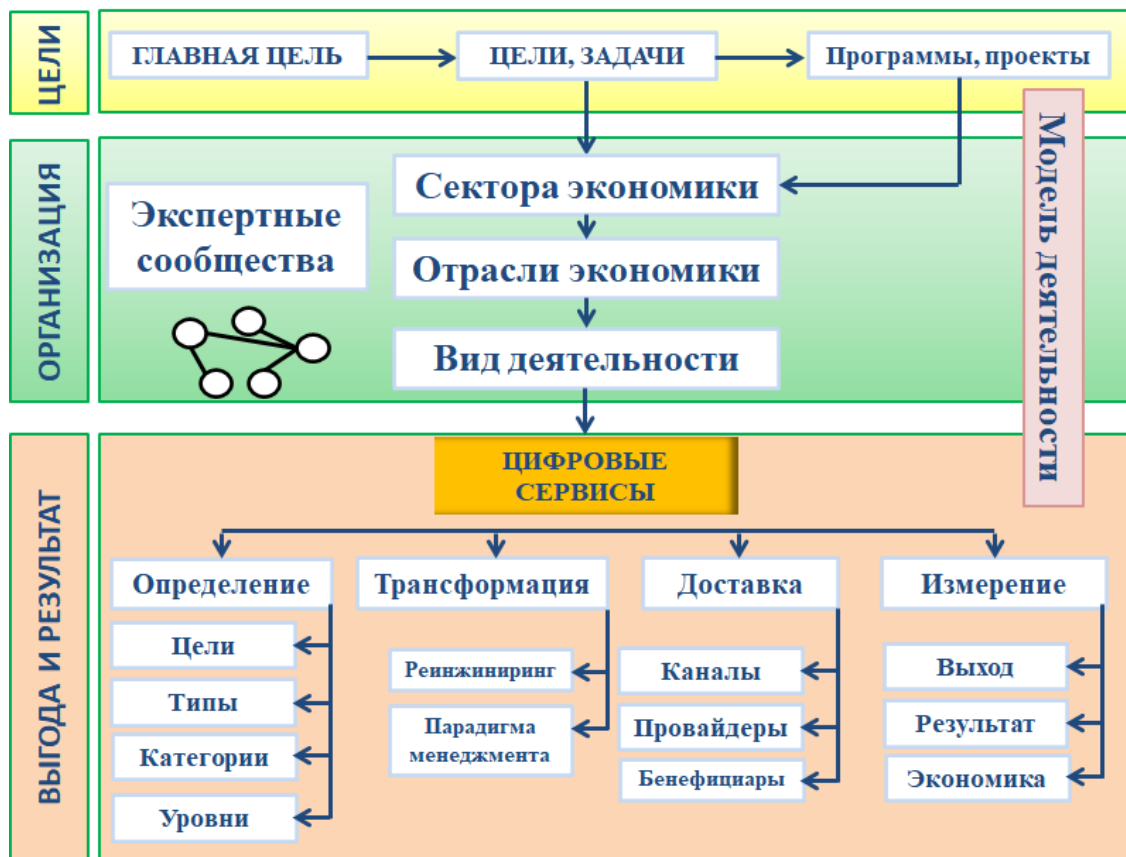 ЦЕЛИ
ГЛАВНАЯ ЦЕЛЬ
ЦЕЛИ, ЗАДАЧИ
Программы, проекты
Модель деятельности
ОРГАНИЗАЦИЯ
Экспертные
сообщества
Сектора экономики
Отрасли экономики
Вид деятельности
ВЫГОДА И РЕЗУЛЬТАТ
ЦИФРОВЫЕ
СЕРВИСЫ
Определение
Цели
Типы
Категории
Уровни
Трансформация
Реинжиниринг
Парадигма
менеджмента
Доставка
Каналы
Провайдеры
Бенефициары
Измерение
Выход
Результат
Экономика